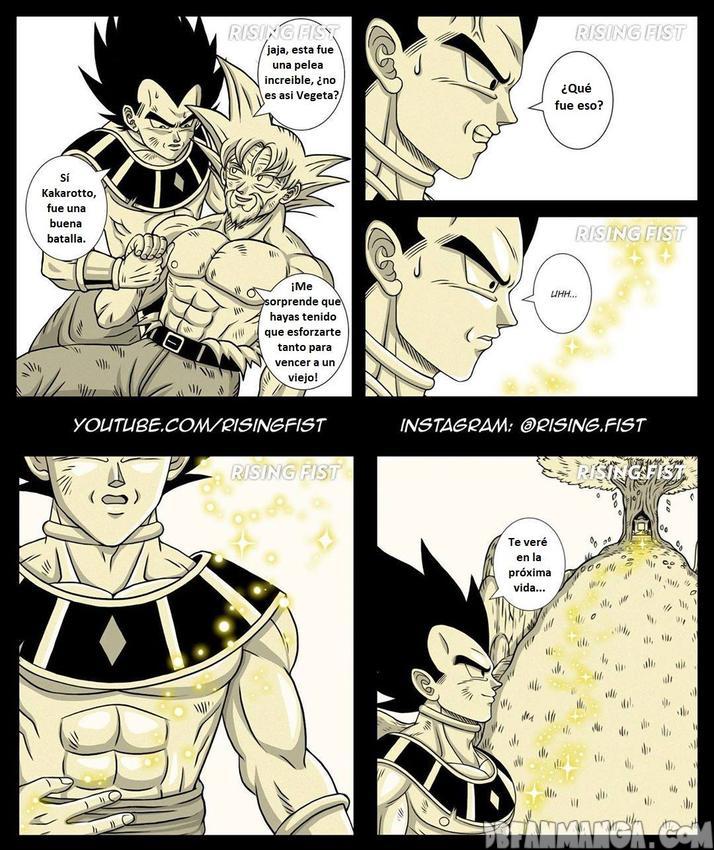 RISING FIST
jaja, esta fue
una pelea
increible, ¿no
es asi Vegeta?
Sí
Kakarotto,
fue una
buena
batalla.
¡Me
sorprende que
hayas tenido
que esforzarte
tanto para
vencer a un
viejo!
RISING FIST
¿Qué
fue eso?
RISING FIST
UHH...
YOUTUBE.COM/RISINGFIST
INSTAGRAM: @RISING.FIST
RISING FIST
RISING FIST
Te veré
en la
próxima
vida...
DBFANMANGA.COM